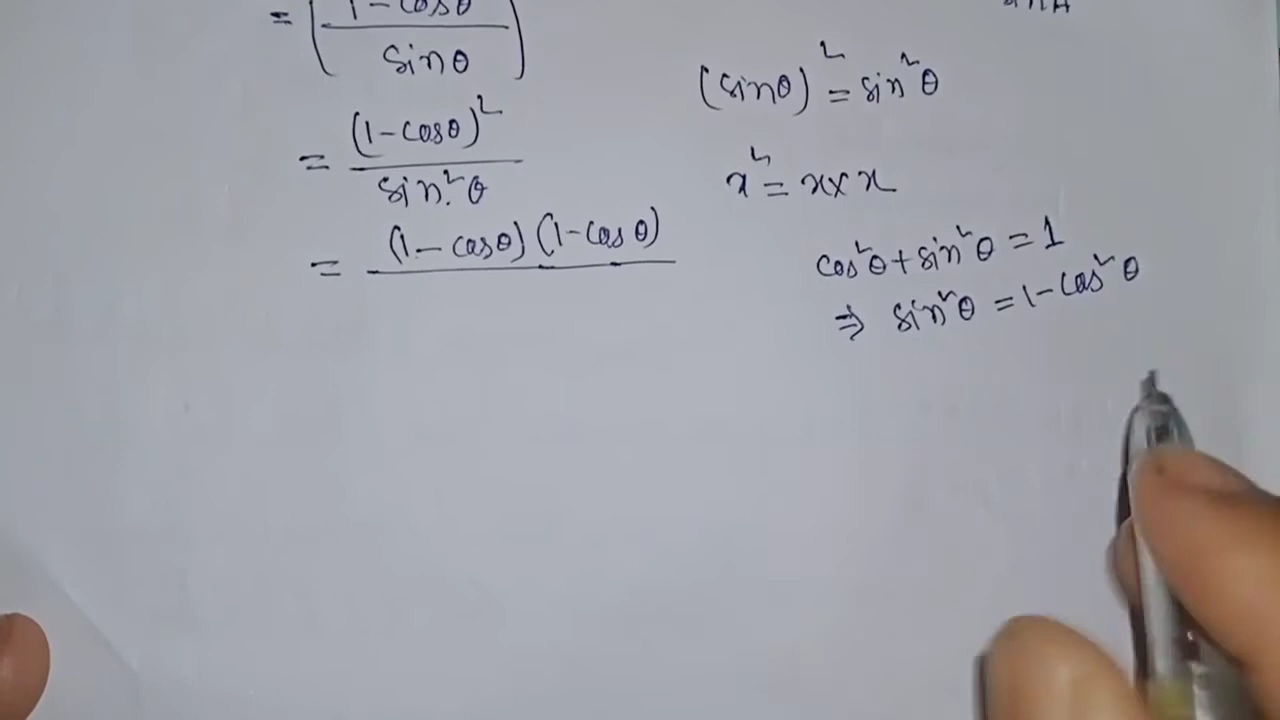 = (1-cosθ / sinθ)
= (1-cosθ)² / sin²θ
= (1-cosθ)(1-cosθ)
(sinθ)² = sin²θ
x² = x×x
cos²θ+sin²θ=1
⇒ sin²θ =1-cos²θ